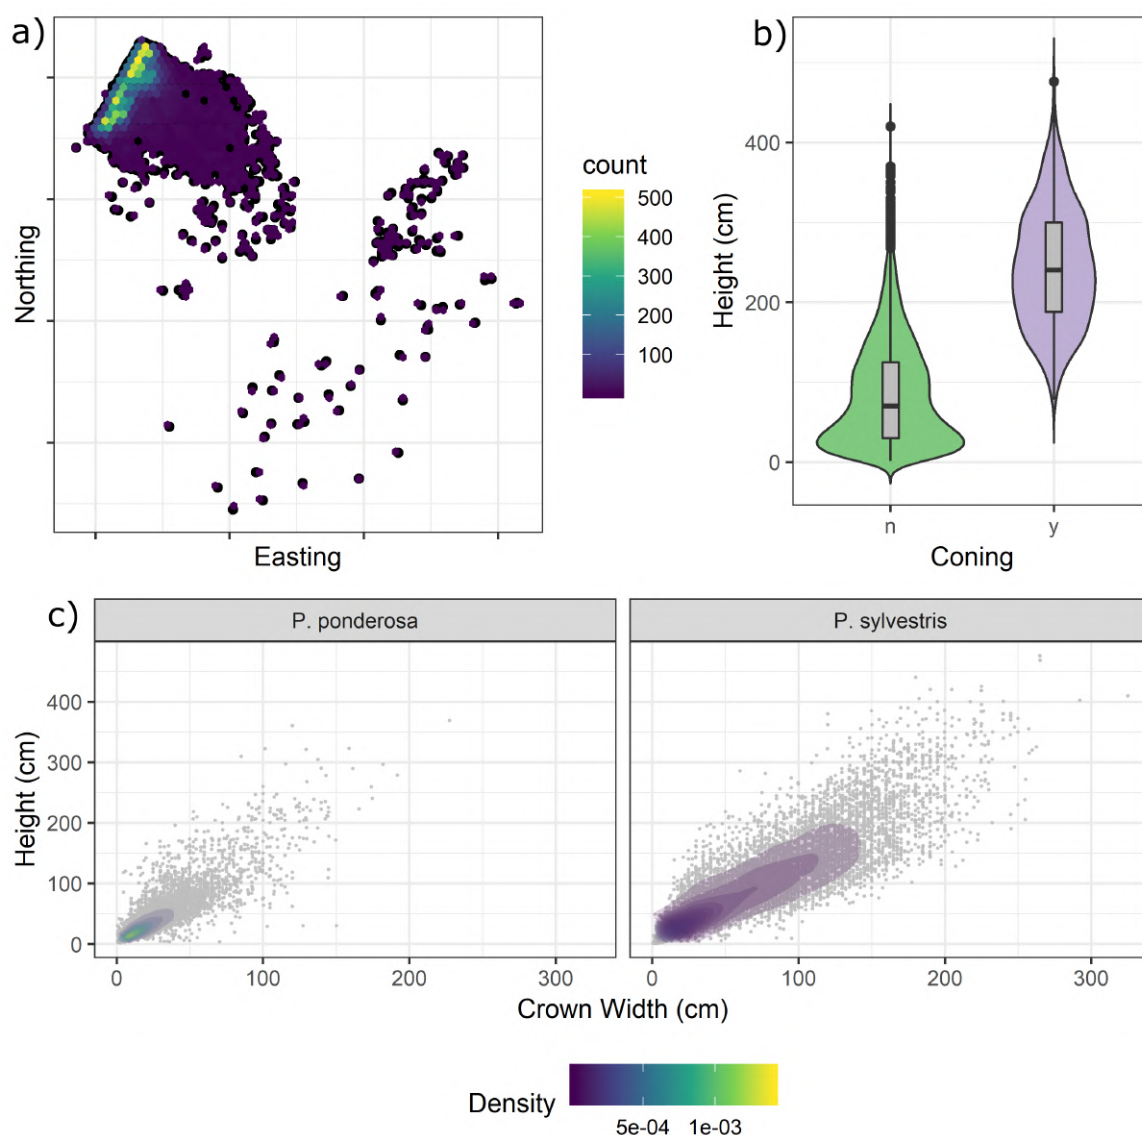 a)
Northing
Easting
count
500
400
300
200
100
b)
Height (cm)
400
200
0
n
y
Coning
c)
P. ponderosa
P. sylvestris
Height (cm)
400
300
200
100
0
0
100
200
300
0
100
200
300
Crown Width (cm)
Density
5e-04
1e-03